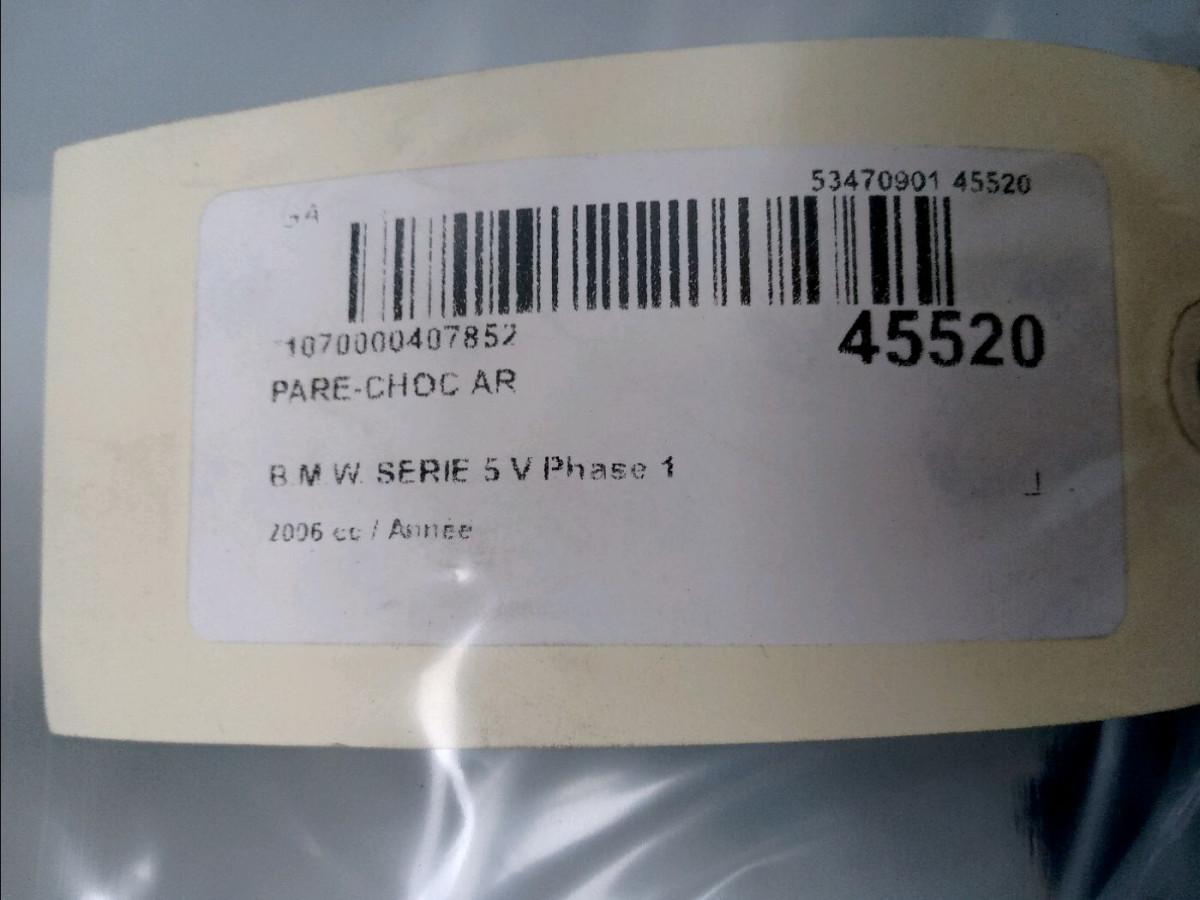 53470901 45520
1070000407852
45520
PARE-CHOC AR
B.M.W. SERIE 5 V Phase 1
2006 cc / Année